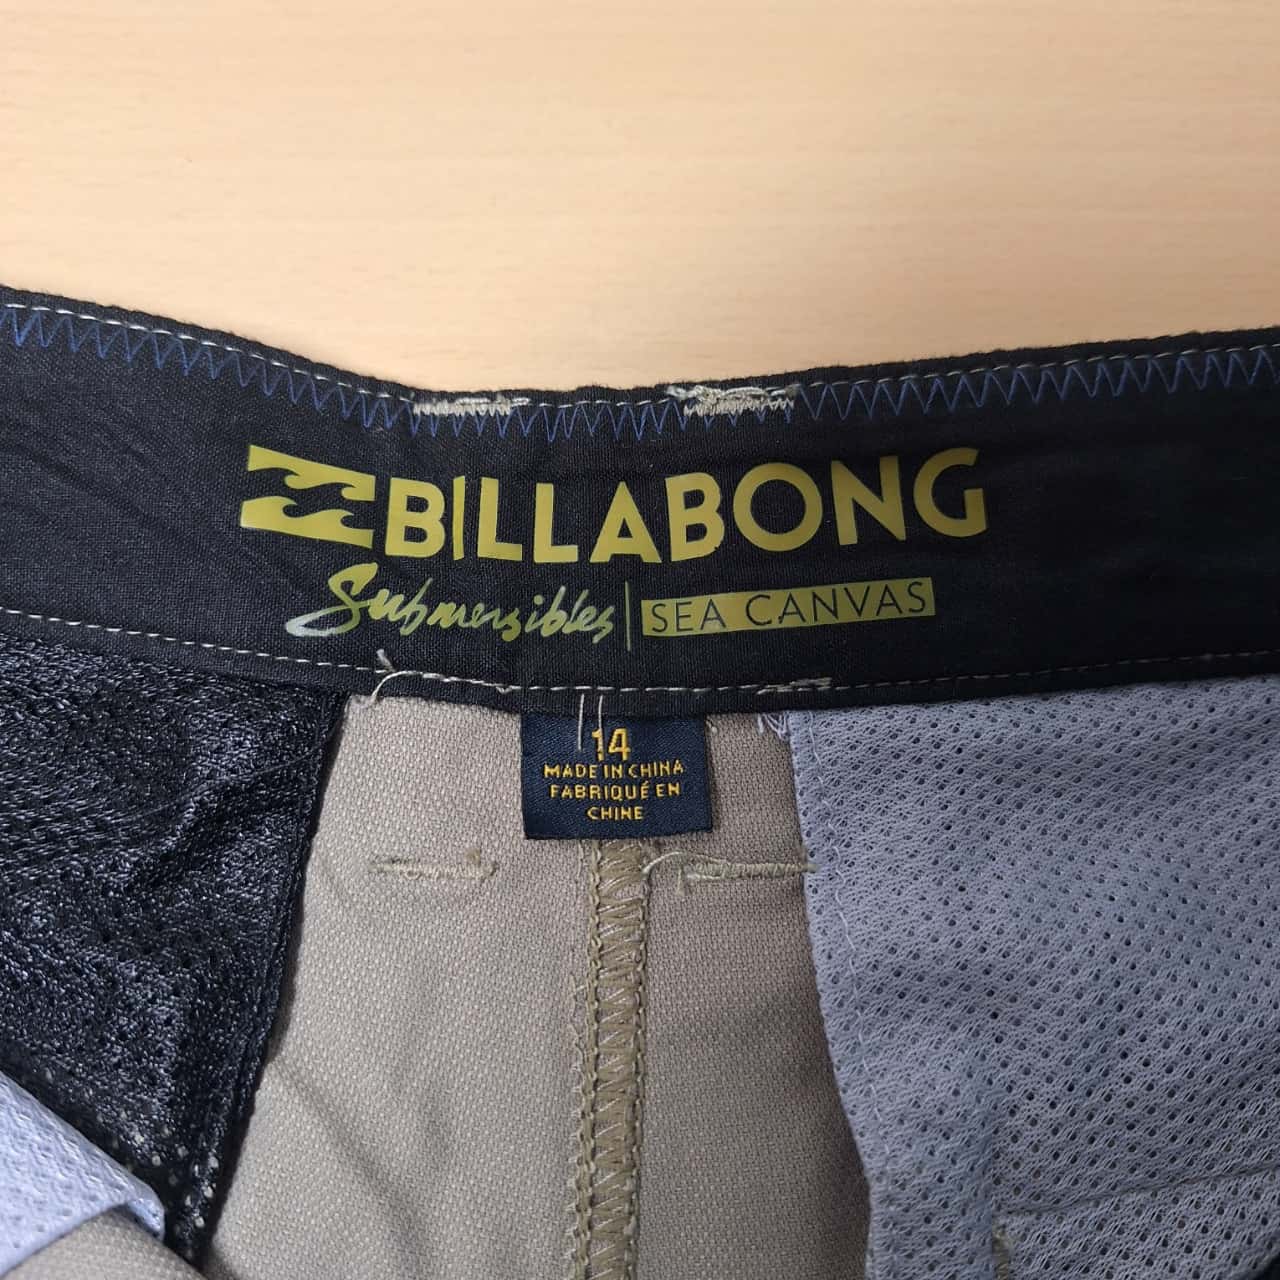 BILLABONG
Submersibles SEA CANVAS
14
MADE IN CHINA
FABRIQUÉ EN
CHINE